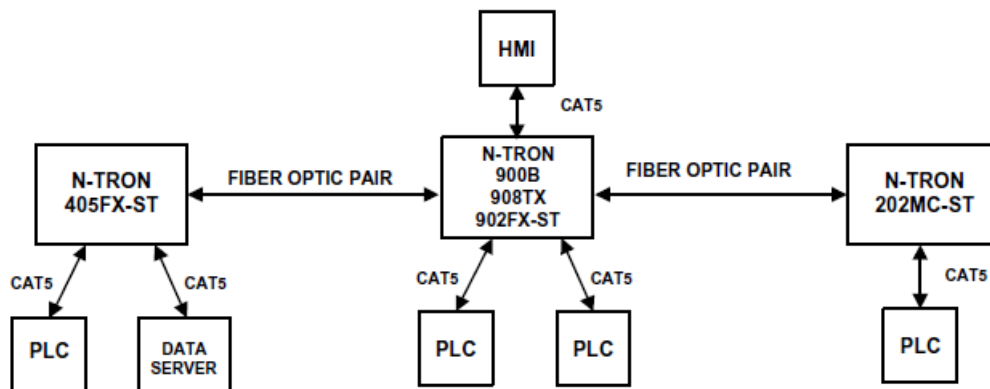 HMI
CAT5
N-TRON
405FX-ST
FIBER OPTIC PAIR
N-TRON
900B
908TX
902FX-ST
FIBER OPTIC PAIR
N-TRON
202MC-ST
CAT5
CAT5
CAT5
CAT5
CAT5
PLC
DATA
SERVER
PLC
PLC
PLC